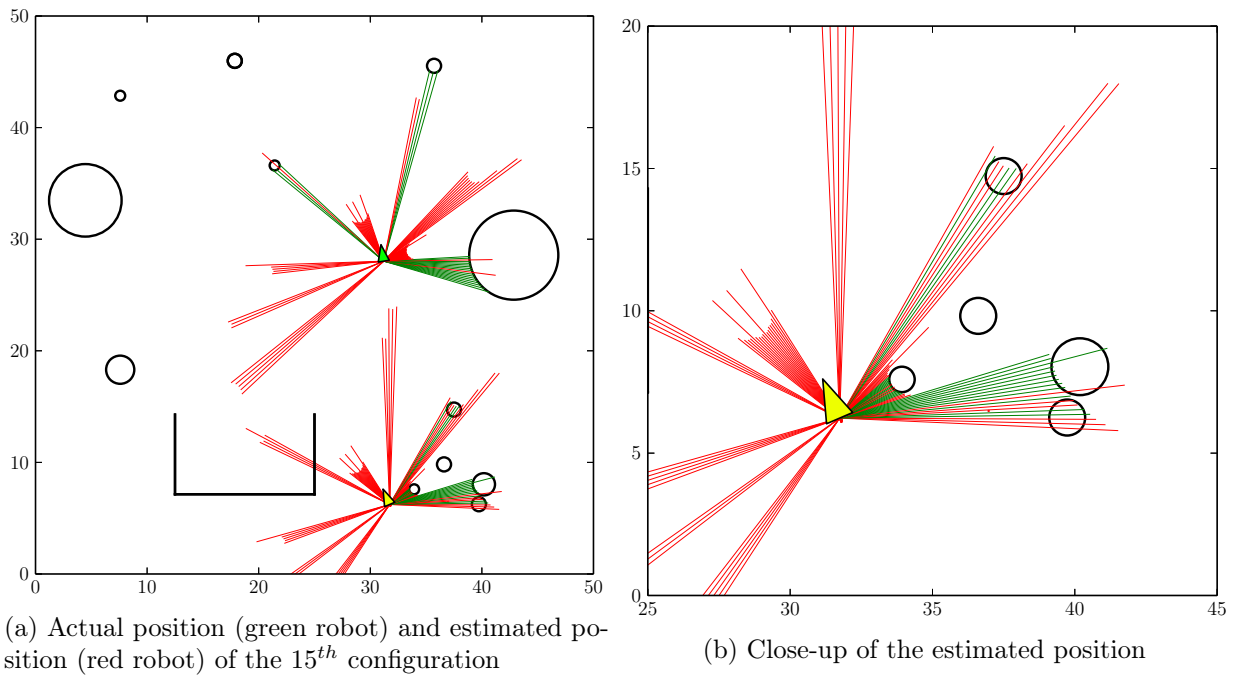 50
40
30
20
10
0
0 10 20 30 40 50
(a) Actual position (green robot) and estimated po-
sition (red robot) of the 15th configuration
20
15
10
5
0
25 30 35 40 45
(b) Close-up of the estimated position